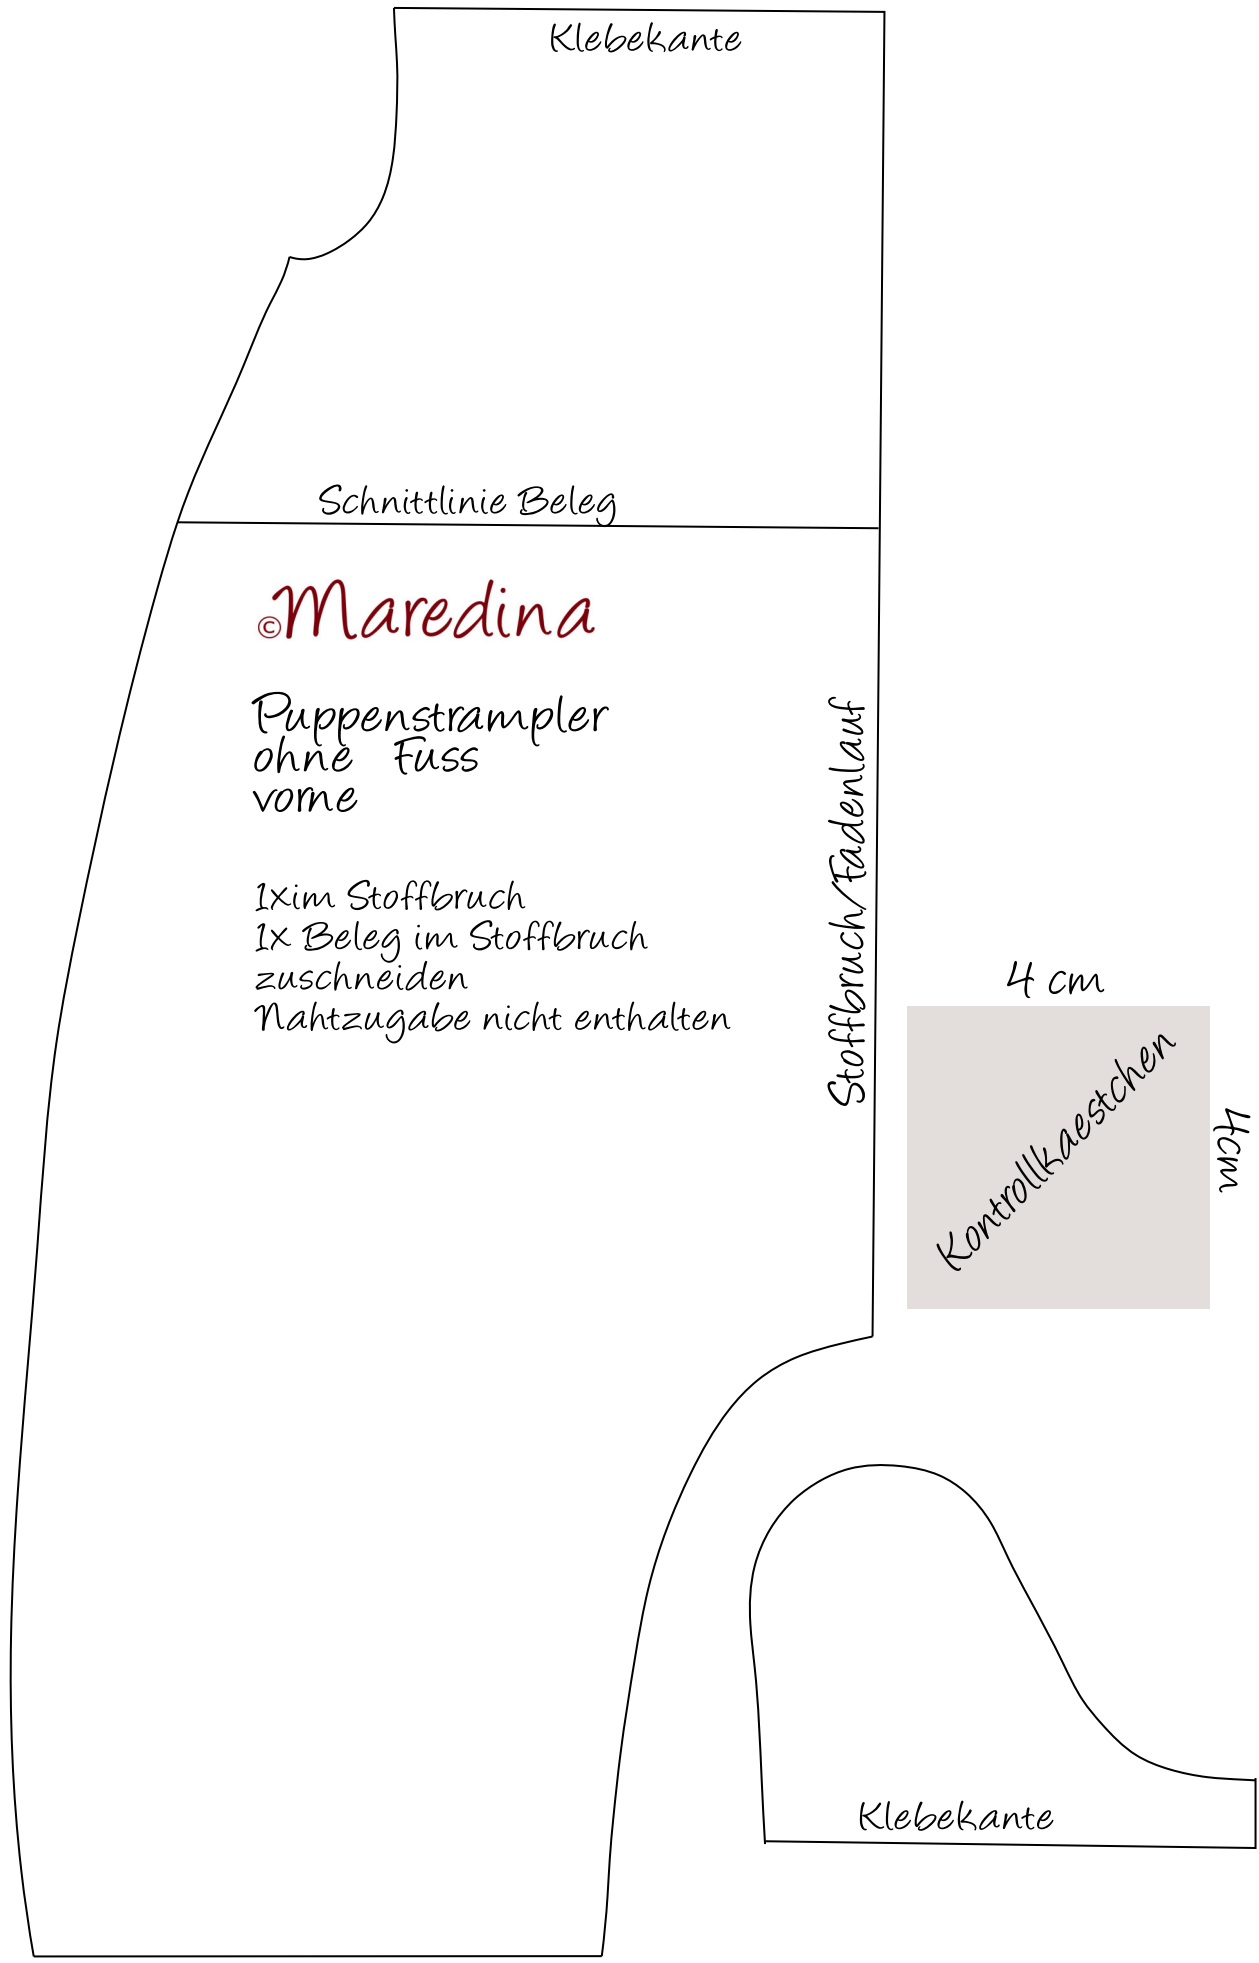 Klebekante
Schnittlinie Beleg
©Maredina
Puppenstrampler
ohne Fuss
vorne
1xim Stoffbruch
1x Beleg im Stoffbruch
zuschneiden
Nahtzugabe nicht enthalten
Stoffbruch/Fadenlauf
4 cm
Kontrollkaestchen
4cm
Klebekante